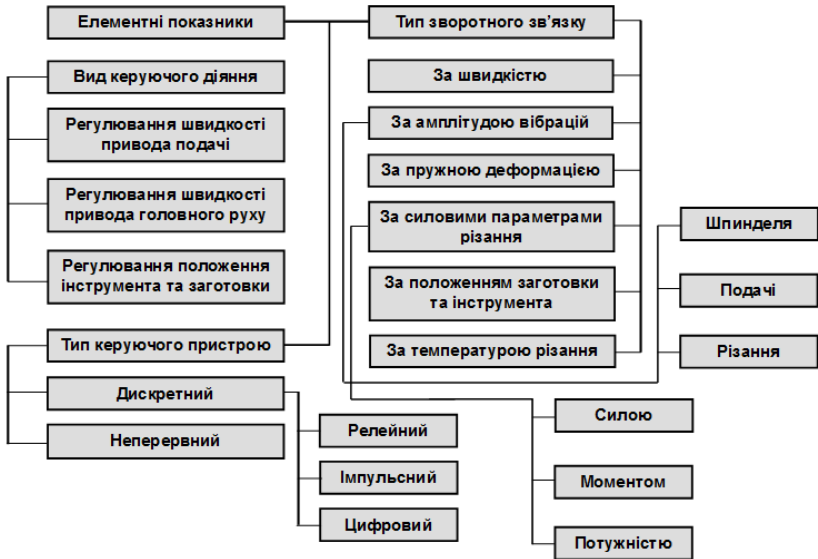 Елементні показники
Вид керуючого діяння
Регулювання швидкості
привода подачі
Регулювання швидкості
привода головного руху
Регулювання положення
інструмента та заготовки
Тип керуючого пристрою
Дискретний
Неперервний
Релейний
Імпульсний
Цифровий
Тип зворотного зв’язку
За швидкістю
За амплітудою вібрацій
За пружною деформацією
За силовими параметрами
різання
За положенням заготовки
та інструмента
За температурою різання
Шпинделя
Подачі
Різання
Силою
Моментом
Потужністю